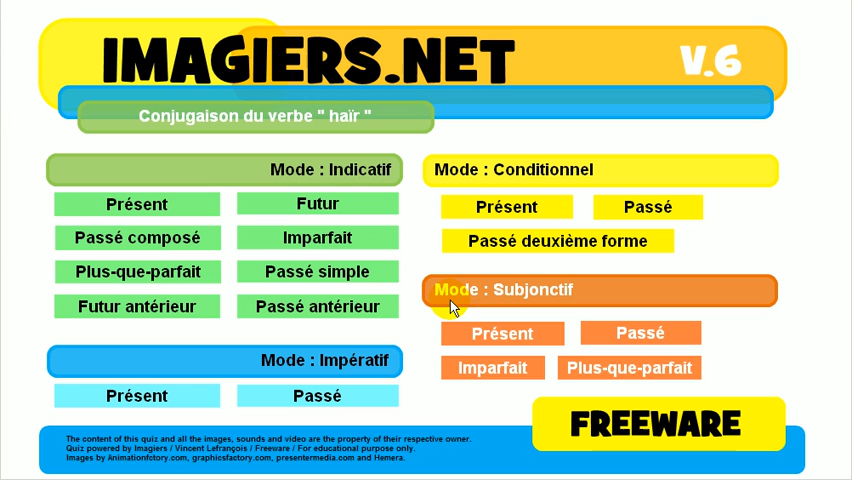 IMAGIERS.NET
V.6
Conjugaison du verbe " haïr "
Mode : Indicatif
Présent
Futur
Passé composé
Imparfait
Plus-que-parfait
Passé simple
Futur antérieur
Passé antérieur
Mode : Impératif
Présent
Passé
Mode : Conditionnel
Présent
Passé
Passé deuxième forme
Mode : Subjonctif
Présent
Passé
Imparfait
Plus-que-parfait
FREEWARE
The content of this quiz and all the images, sounds and video are the property of their respective owner.
Quiz powered by Imagiers / Vincent Lefrançois / Freeware / For educational purpose only.
Images by Animationfctory.com, graphicsfactory.com, presentermedia.com and Hemera.